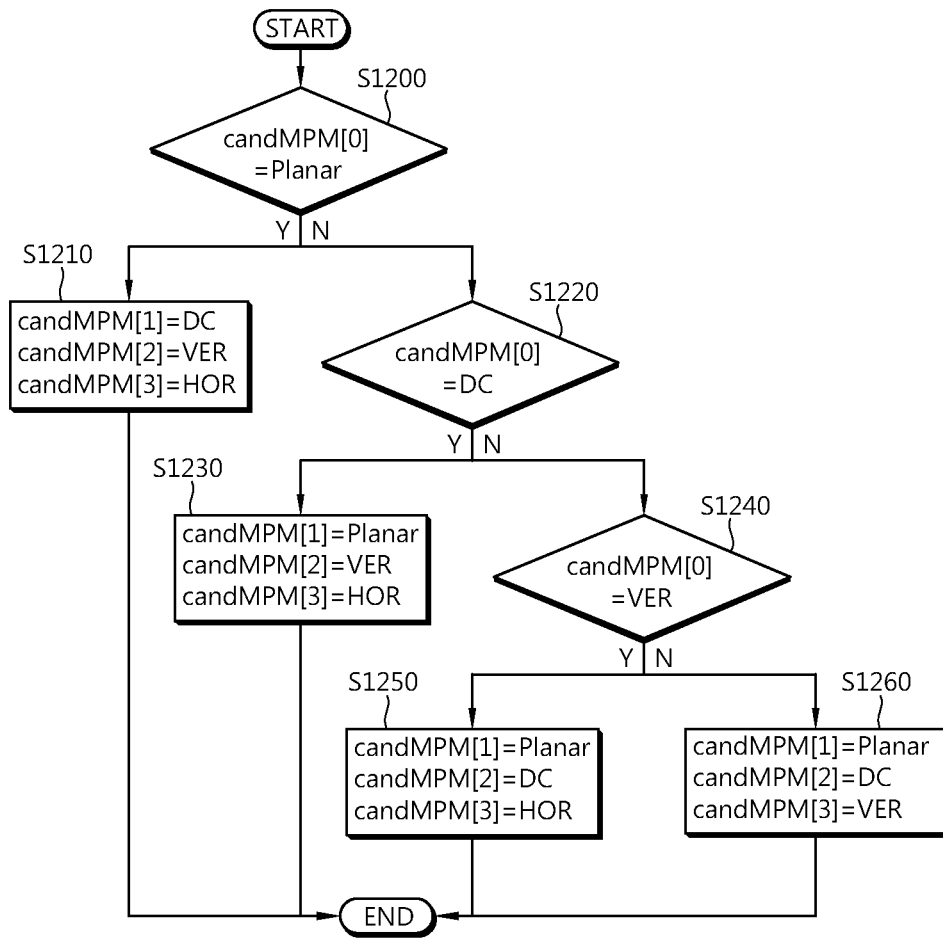 START
S1200
candMPM[0]
=Planar
Y N
S1210
candMPM[1]=DC
candMPM[2]=VER
candMPM[3]=HOR
S1220
candMPM[0]
=DC
Y N
S1230
candMPM[1]=Planar
candMPM[2]=VER
candMPM[3]=HOR
S1240
candMPM[0]
=VER
Y N
S1250
candMPM[1]=Planar
candMPM[2]=DC
candMPM[3]=HOR
S1260
candMPM[1]=Planar
candMPM[2]=DC
candMPM[3]=VER
END